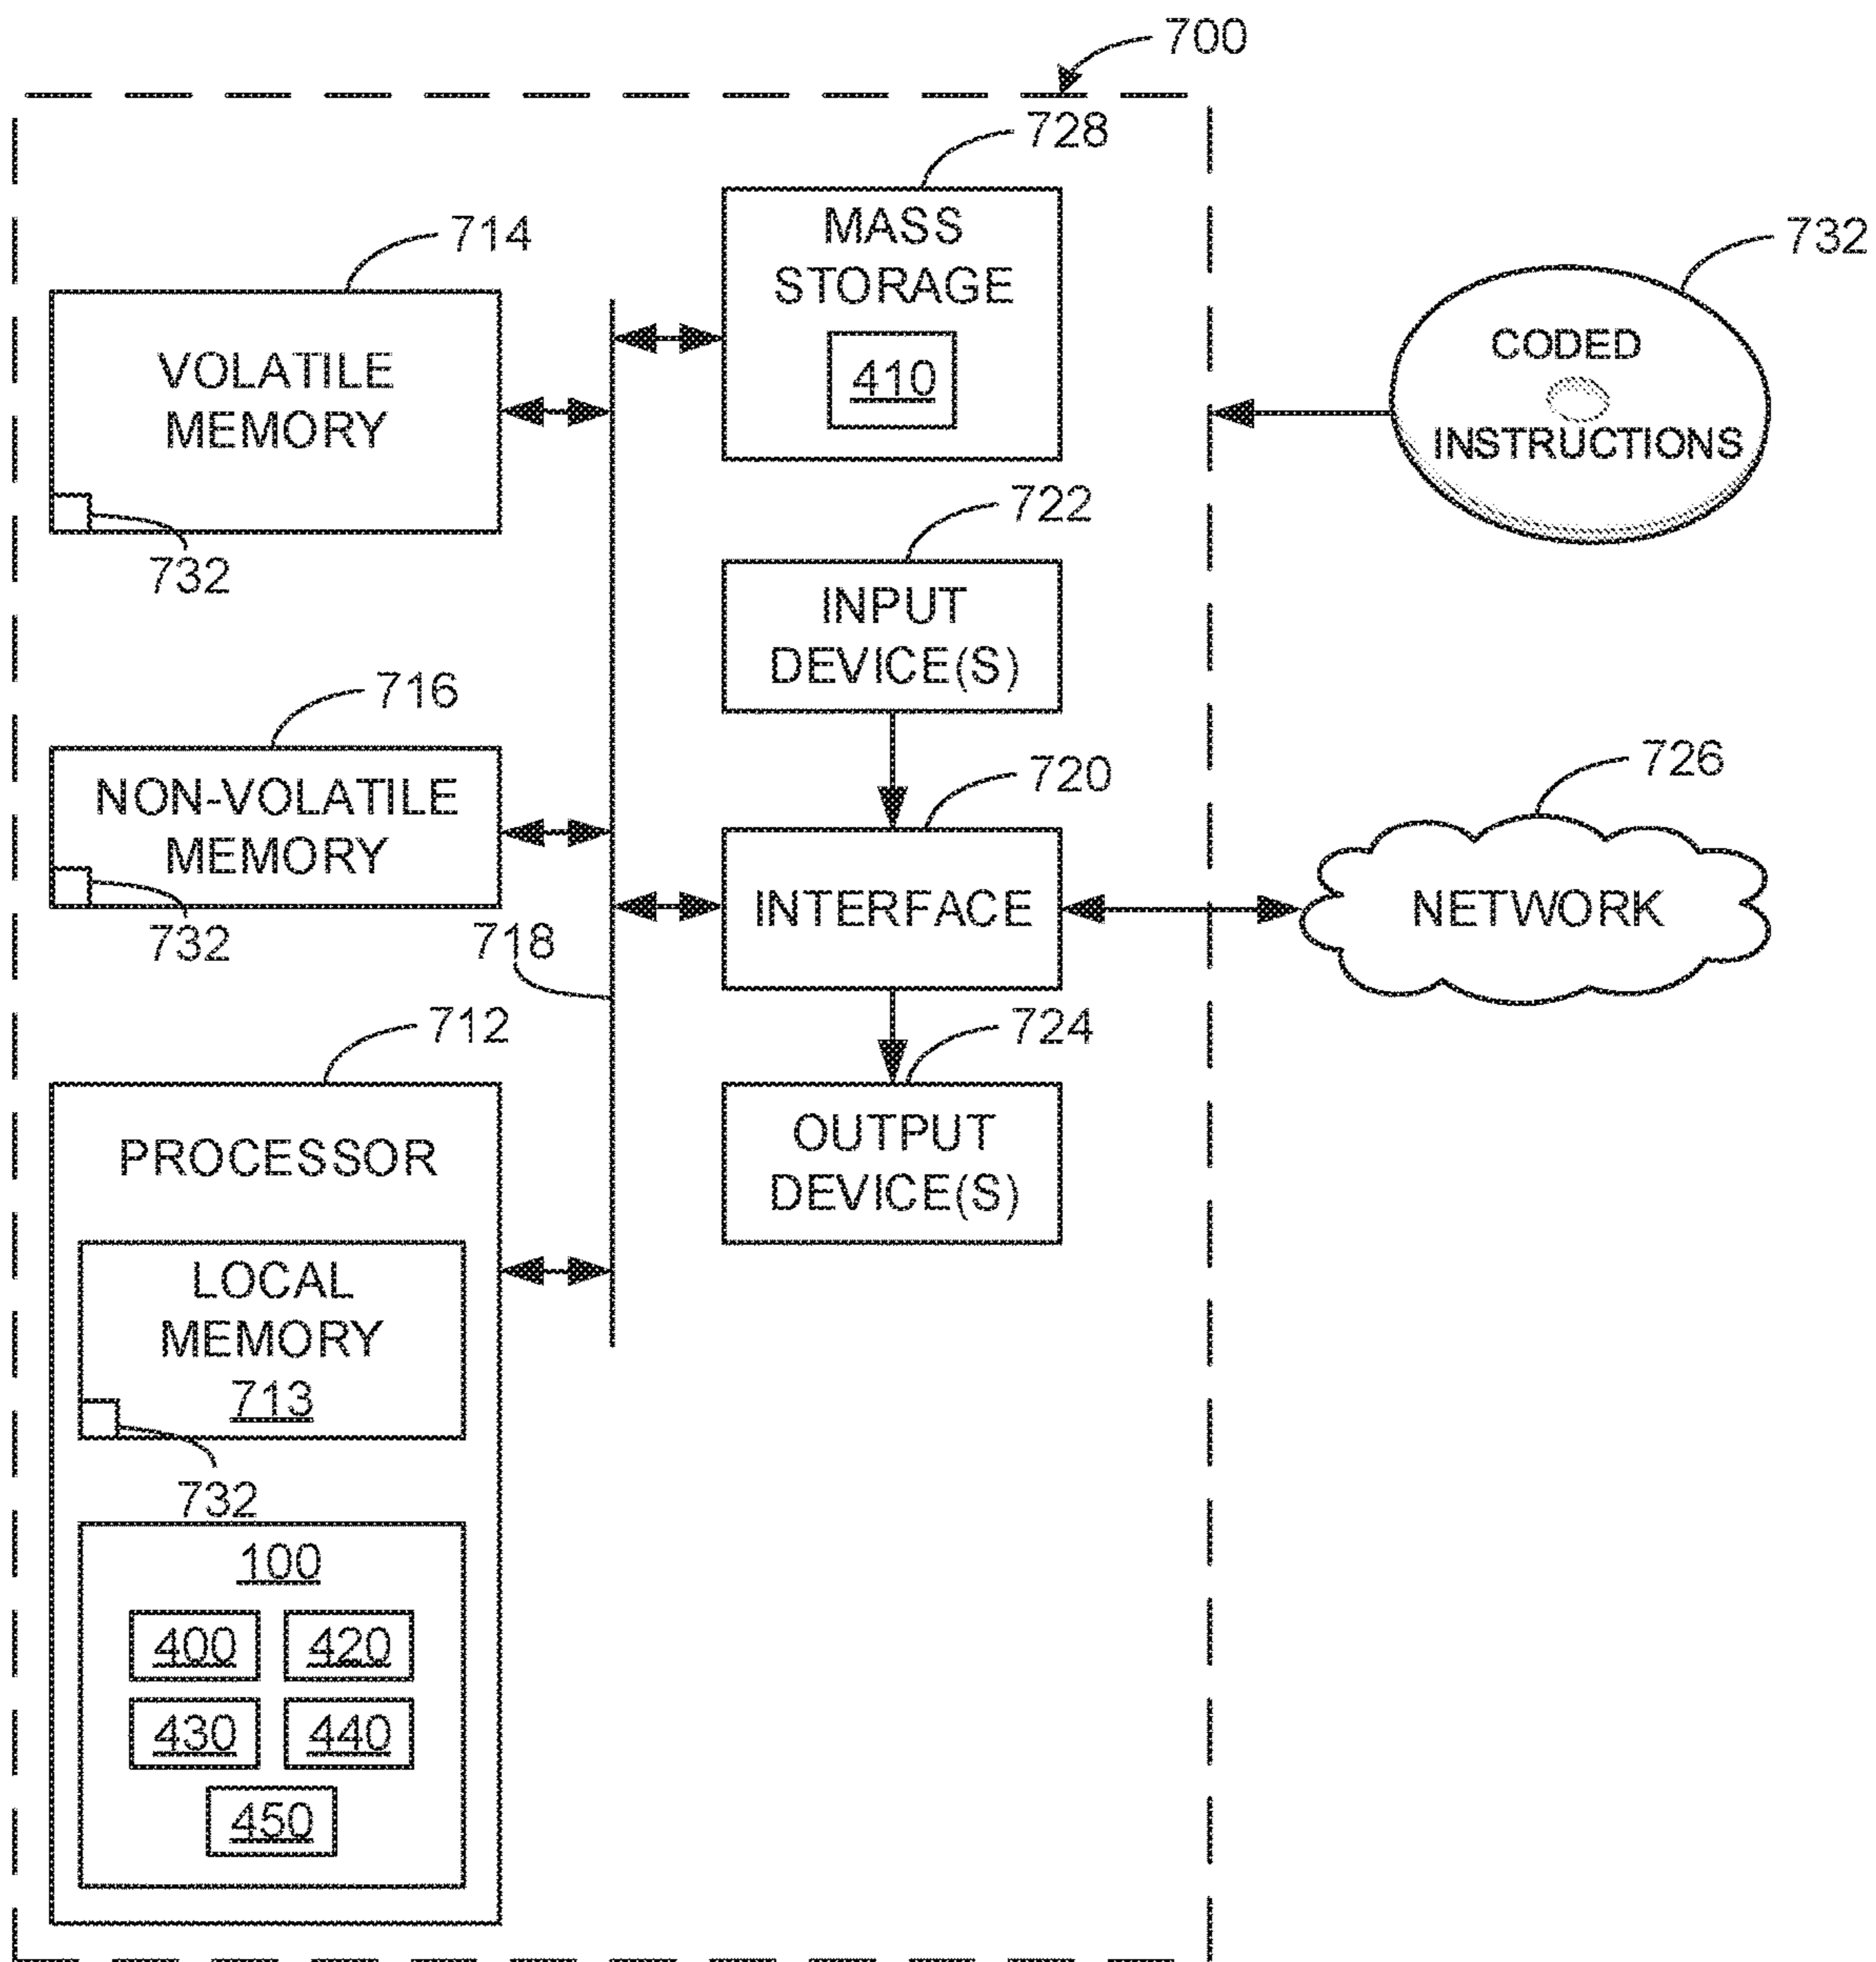 700
728
MASS
STORAGE
410
714
VOLATILE
MEMORY
732
732
CODED
INSTRUCTIONS
722
INPUT
DEVICE(S)
716
NON-VOLATILE
MEMORY
732
718
720
INTERFACE
726
NETWORK
712
PROCESSOR
LOCAL
MEMORY
713
732
724
OUTPUT
DEVICE(S)
100
400
420
430
440
450